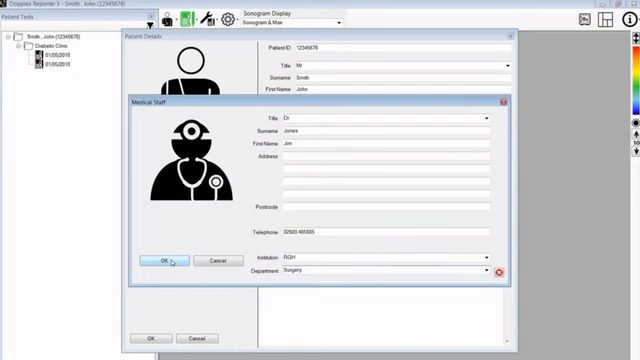 Dopplex Reporter 5 - Smith , John (12345678)
Patient Tests
Sonogram Display
Sonogram & Max
Smith , John (12345678)
Diabetic Clinic
01/05/2018
01/05/2018
Patient Details
Patient ID 12345678
Title Mr
Surname Smith
First Name John
Medical Staff
Title Dr
Surname Jones
First Name Jim
Address
Postcode
Telephone 02920 485885
Institution RGH
Department Surgery
OK Cancel
OK Cancel
10